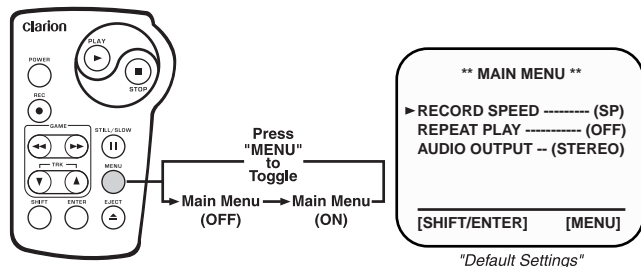 clarion
PLAY
POWER
STOP
REC
GAME
STILL/SLOW
MENU
TRK
SHIFT
ENTER
EJECT
Press
"MENU"
to
Toggle
Main Menu
(OFF)
Main Menu
(ON)
** MAIN MENU **
RECORD SPEED --------- (SP)
REPEAT PLAY ----------- (OFF)
AUDIO OUTPUT -- (STEREO)
[SHIFT/ENTER] [MENU]
"Default Settings"